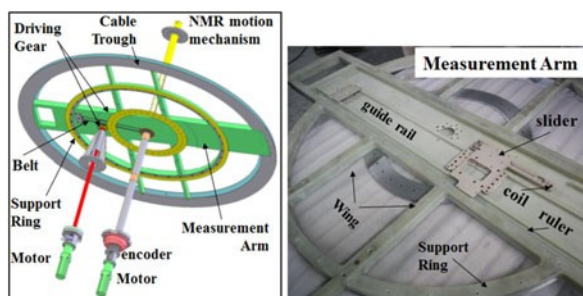 Driving
Gear
Cable
Trough
NMR motion
mechanism
Belt
Support
Ring
Motor
encoder
Motor
Measurement
Arm
Measurement Arm
guide rail
slider
coil
ruler
Wing
Support
Ring